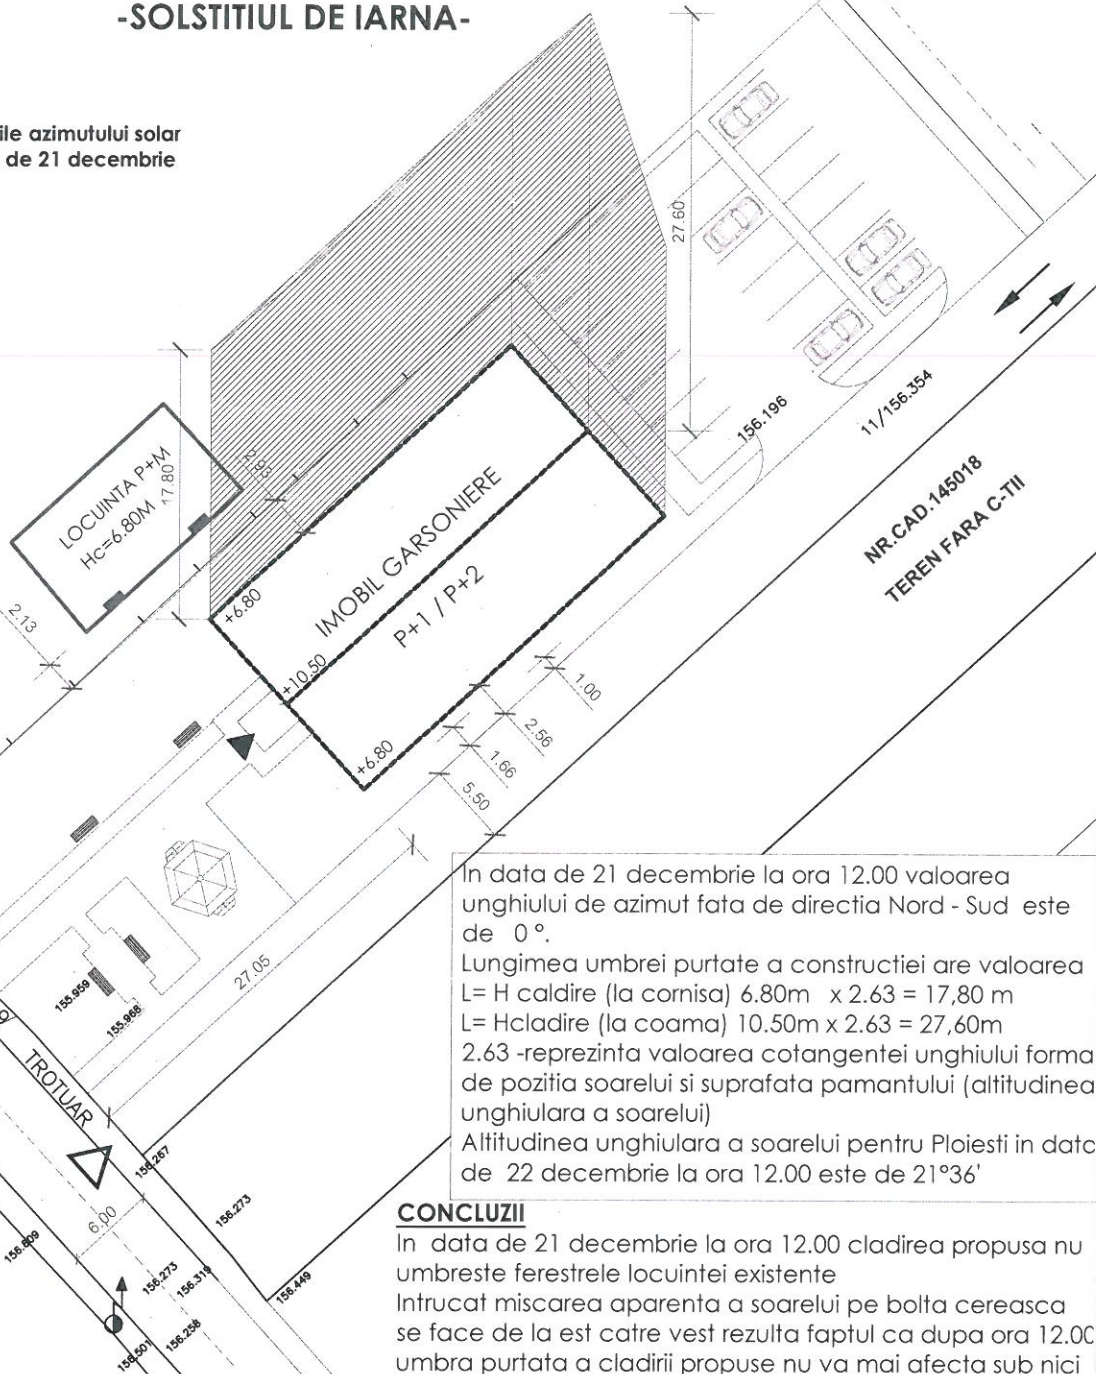 -SOLSTITIUL DE IARNA-
ile azimutului solar
de 21 decembrie
27.60
2.93
LOCUINTA P+M
Hc=6.80M
17.80
156.196
11/156.354
NR.CAD.145018
TEREN FARA C-TII
IMOBIL GARSONIERE
P+1 / P+2
+6.80
+10.50
+6.80
2.13
1.00
2.56
1.66
5.50
27.05
155.959
155.968
TROTUAR
156.267
156.273
6.00
156.609
156.273
156.319
156.449
156.258
156.501
In data de 21 decembrie la ora 12.00 valoarea
unghiului de azimut fata de directia Nord - Sud este
de 0 °.
Lungimea umbrei purtate a constructiei are valoarea
L= H caldire (la cornisa) 6.80m x 2.63 = 17,80 m
L= Hcladire (la coama) 10.50m x 2.63 = 27,60m
2.63 -reprezinta valoarea cotangentei unghiului forma
de pozitia soarelui si suprafata pamantului (altitudinea
unghiulara a soarelui)
Altitudinea unghiulara a soarelui pentru Ploiesti in data
de 22 decembrie la ora 12.00 este de 21°36'
CONCLUZII
In data de 21 decembrie la ora 12.00 cladirea propusa nu
umbreste ferestrele locuintei existente
Intrucat miscarea aparenta a soarelui pe bolta cereasca
se face de la est catre vest rezulta faptul ca dupa ora 12.00
umbra purtata a cladirii propuse nu va mai afecta sub nici